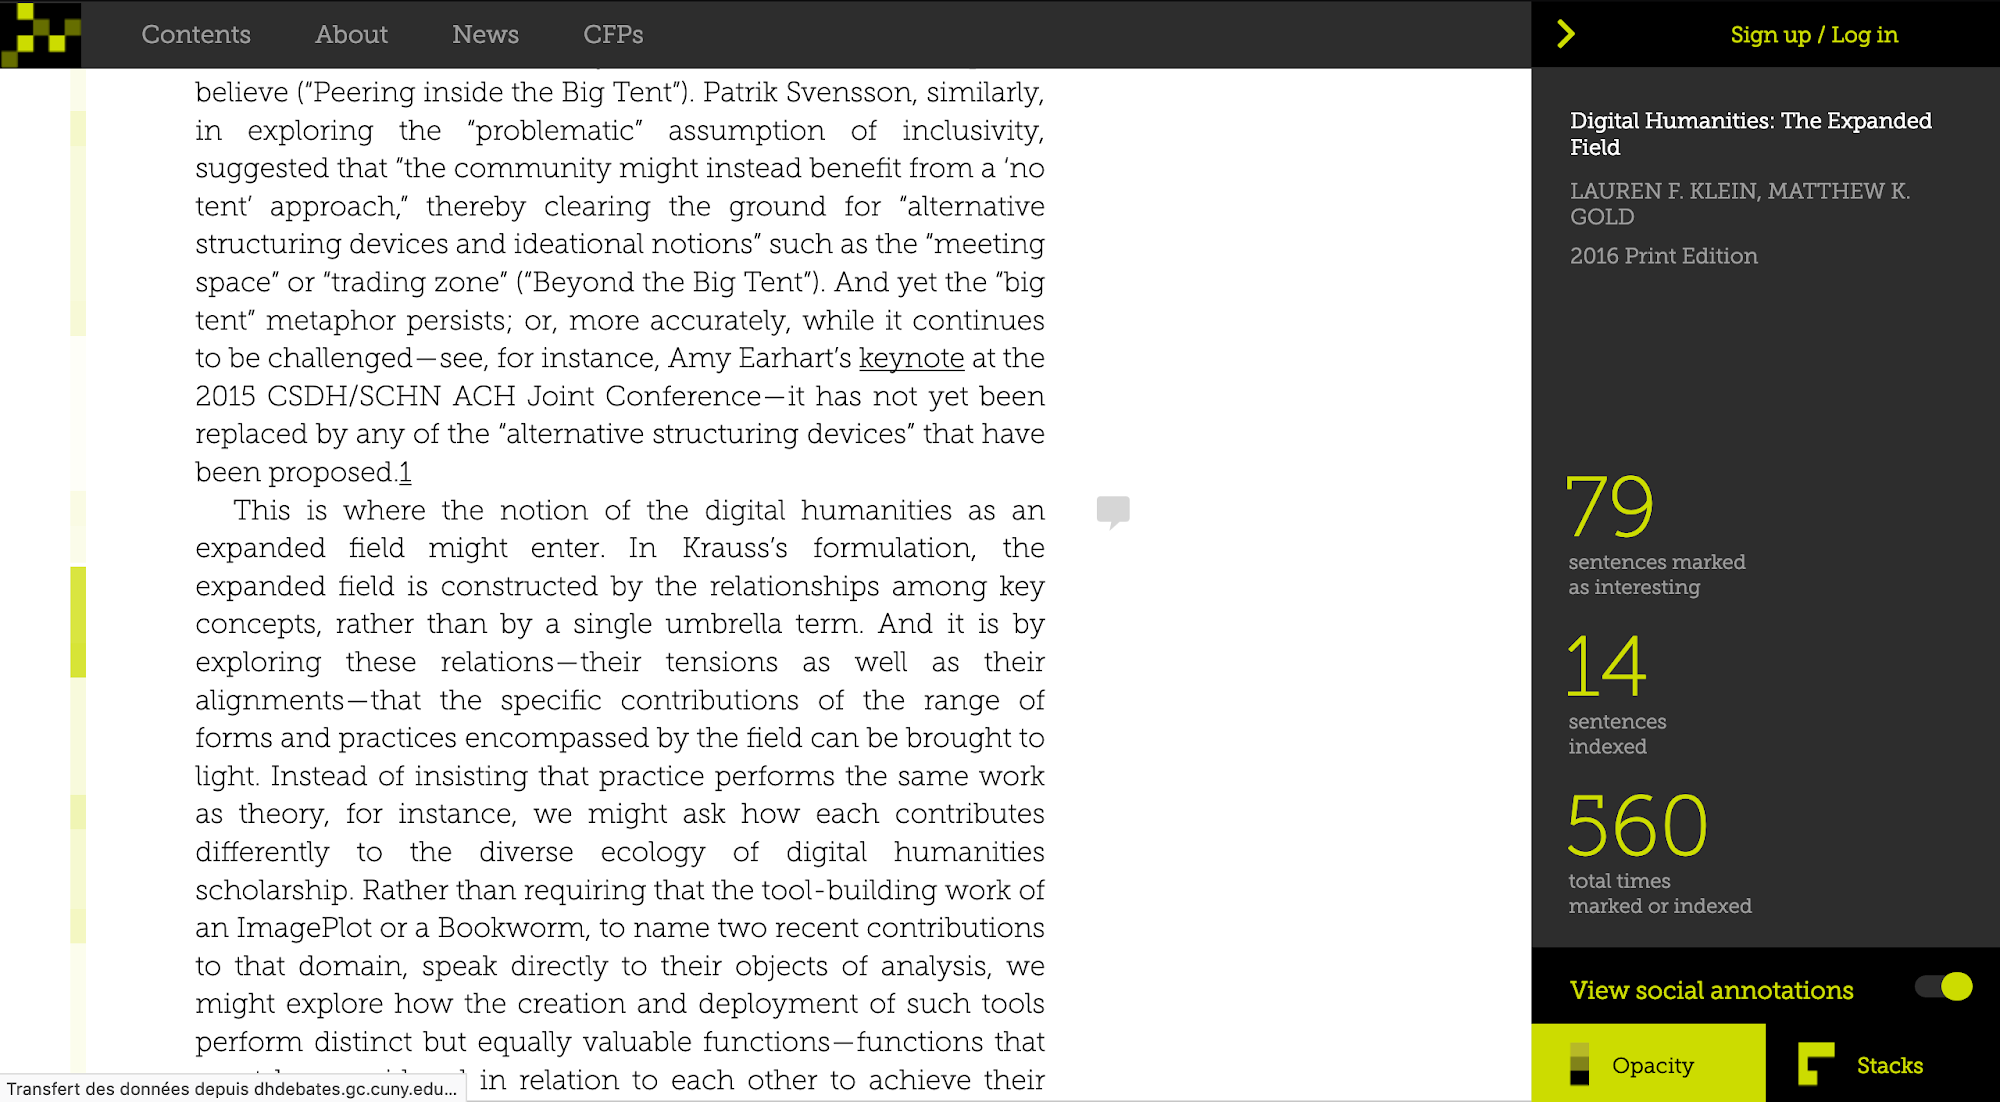 Contents About News CFPs
Sign up / Log in
believe (“Peering inside the Big Tent”). Patrik Svensson, similarly,
in exploring the “problematic” assumption of inclusivity,
suggested that “the community might instead benefit from a ‘no
tent’ approach,” thereby clearing the ground for “alternative
structuring devices and ideational notions” such as the “meeting
space” or “trading zone” (“Beyond the Big Tent”). And yet the “big
tent” metaphor persists; or, more accurately, while it continues
to be challenged—see, for instance, Amy Earhart’s keynote at the
2015 CSDH/SCHN ACH Joint Conference—it has not yet been
replaced by any of the “alternative structuring devices” that have
been proposed.1
This is where the notion of the digital humanities as an
expanded field might enter. In Krauss’s formulation, the
expanded field is constructed by the relationships among key
concepts, rather than by a single umbrella term. And it is by
exploring these relations—their tensions as well as their
alignments—that the specific contributions of the range of
forms and practices encompassed by the field can be brought to
light. Instead of insisting that practice performs the same work
as theory, for instance, we might ask how each contributes
differently to the diverse ecology of digital humanities
scholarship. Rather than requiring that the tool-building work of
an ImagePlot or a Bookworm, to name two recent contributions
to that domain, speak directly to their objects of analysis, we
might explore how the creation and deployment of such tools
perform distinct but equally valuable functions—functions that
in relation to each other to achieve their
Transfert des données depuis dhdebates.gc.cuny.edu...
Digital Humanities: The Expanded
Field
LAUREN F. KLEIN, MATTHEW K.
GOLD
2016 Print Edition
79
sentences marked
as interesting
14
sentences
indexed
560
total times
marked or indexed
View social annotations
Opacity
Stacks